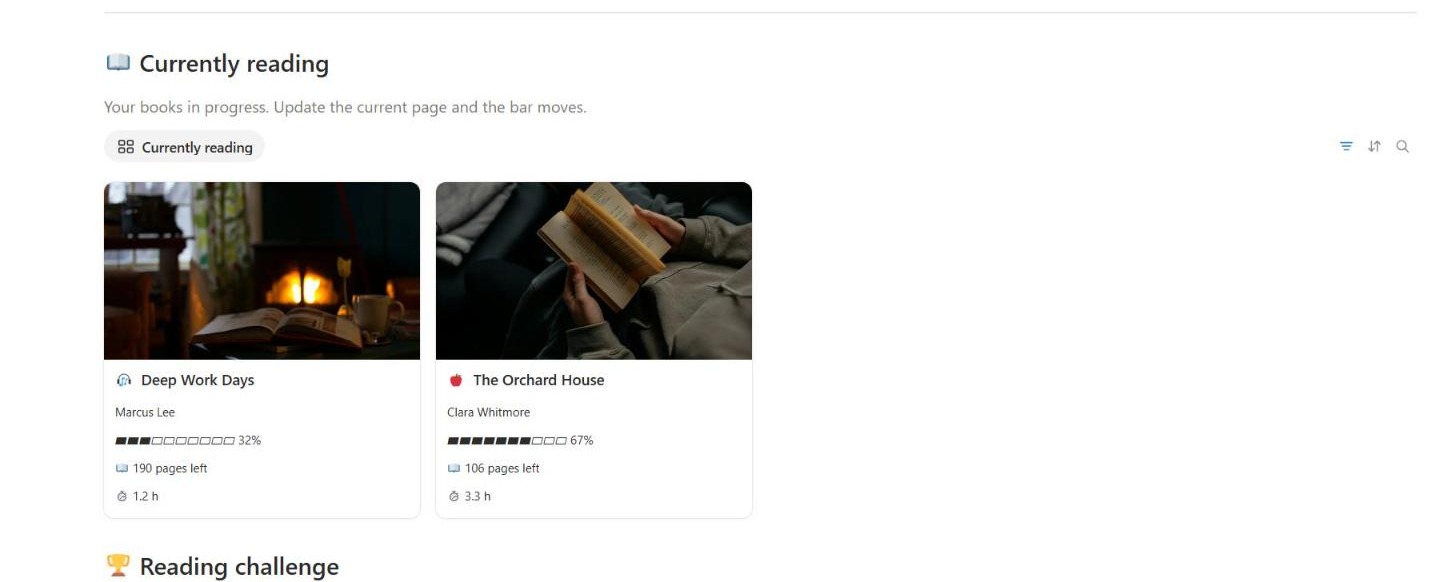 Currently reading
Your books in progress. Update the current page and the bar moves.
Currently reading
Deep Work Days
Marcus Lee
32%
190 pages left
1.2 h
The Orchard House
Clara Whitmore
67%
106 pages left
3.3 h
Reading challenge